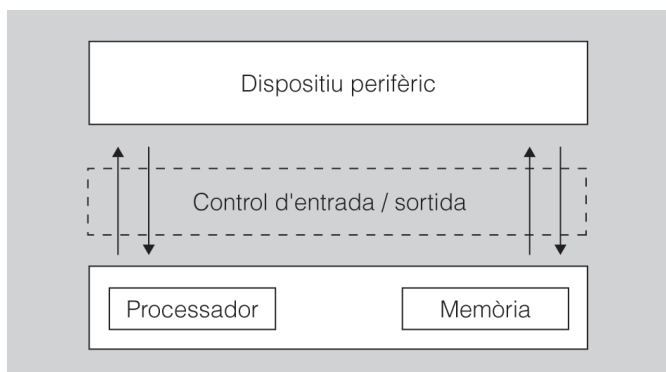 Dispositiu perifèric
Control d'entrada / sortida
Processador
Memòria